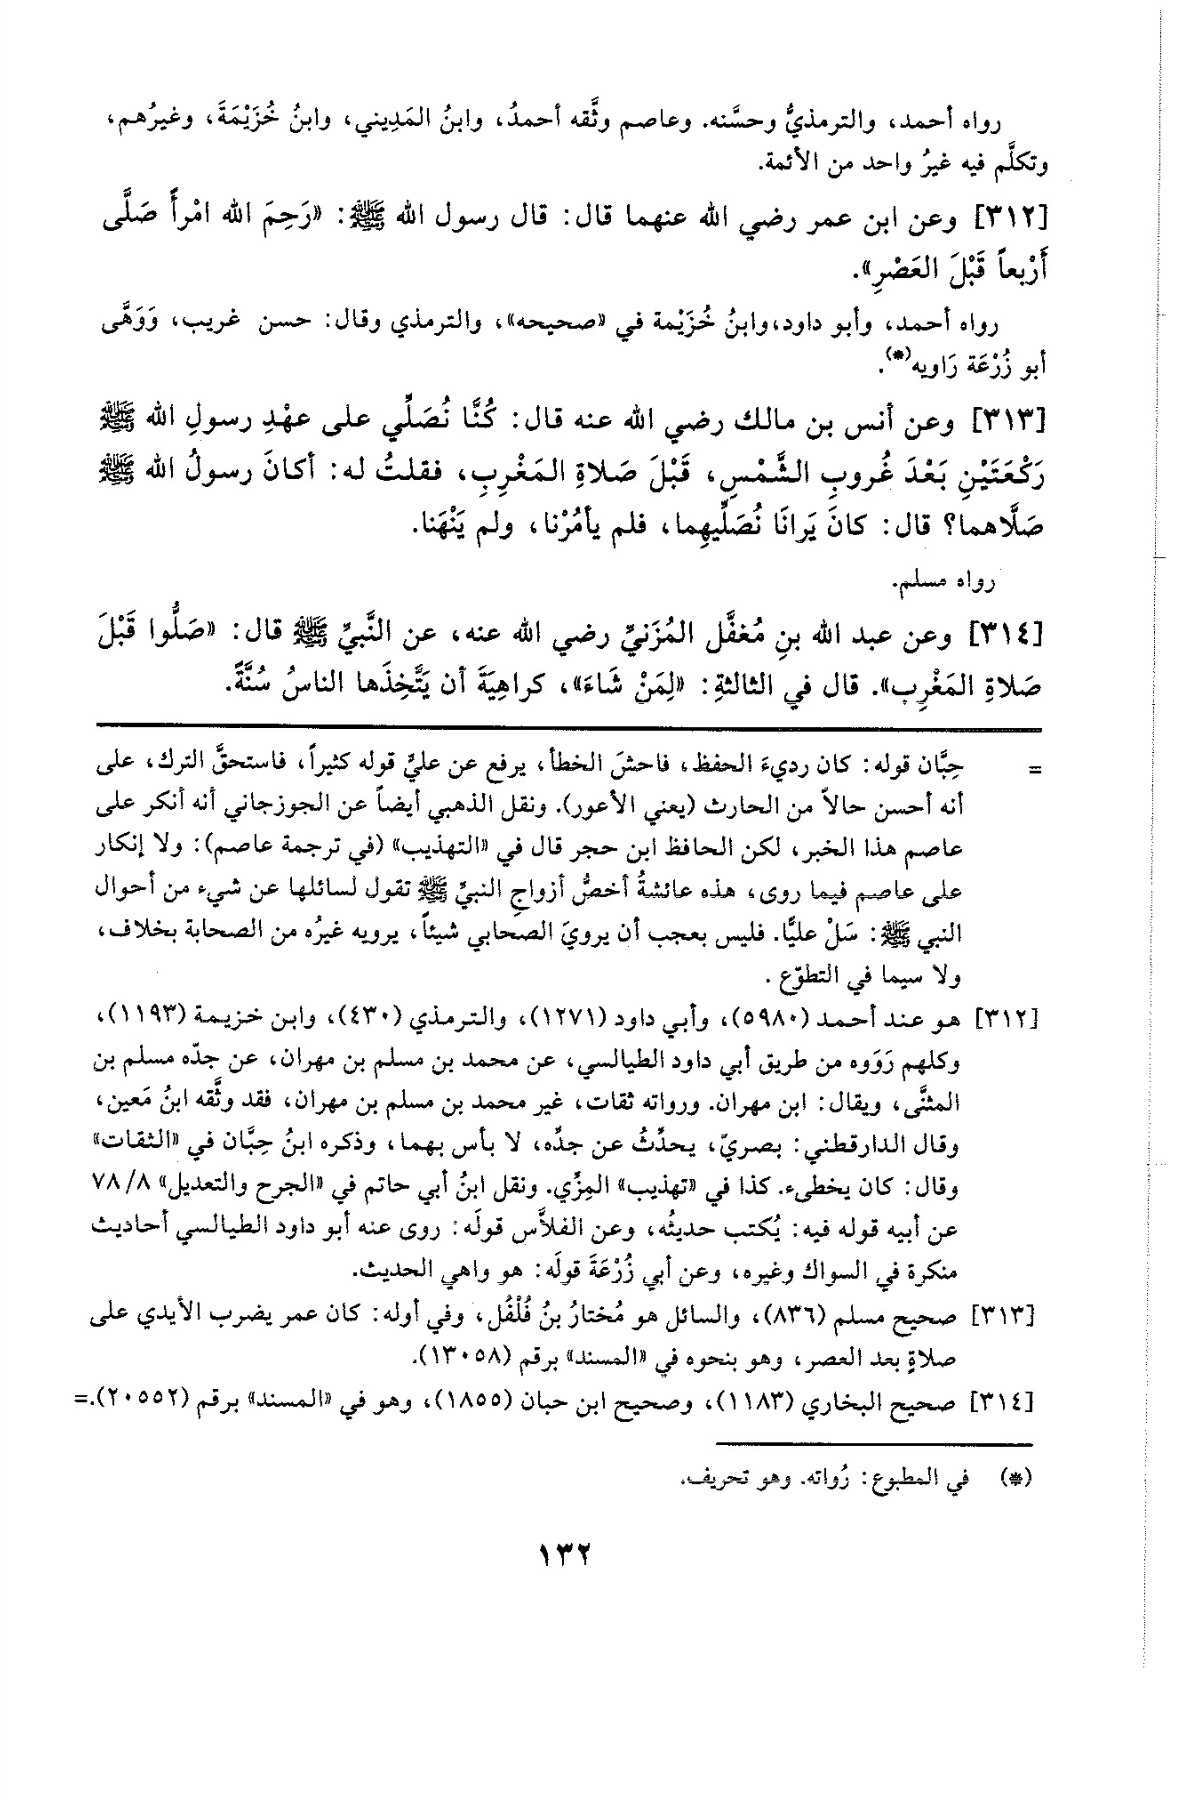 رواه أحمد، والترمذيُّ وحسَّنه. وعاصم وثَّقه أحمدُ، وابنُ المَدِيني، وابنُ خُزَيْمَةَ، وغيرُهم،
وتكلَّم فيه غيرُ واحد من الأئمة.
[٣١٢] وعن ابن عمر رضي الله عنهما قال: قال رسول الله ﷺ: «رَحِمَ الله امْرأً صَلَّى
أَرْبعاً قَبْلَ العَصْرِ».
رواه أحمد، وأبو داود،وابنُ خُزَيْمة في «صحيحه»، والترمذي وقال: حسن غريب، وَوَهَّى
أبو زُرْعَة رَاويه(*).
[٣١٣] وعن أنس بن مالك رضي الله عنه قال: كُنَّا نُصَلِّي على عهْدِ رسولِ الله ﷺ
رَكْعَتَيْنِ بَعْدَ غُروبِ الشَّمْسِ، قَبْلَ صَلاةِ المَغْرِبِ، فقلتُ له: أكانَ رسولُ الله ﷺ
صَلَّاهما؟ قال: كانَ يَرانَا نُصَلِّيهِما، فلم يأمُرْنا، ولم يَنْهَنا.
رواه مسلم.
[٣١٤] وعن عبد الله بنِ مُغفَّل المُزَنيِّ رضي الله عنه، عن النَّبيِّ ﷺ قال: «صَلُّوا قَبْلَ
صَلاةِ المَغْرِب». قال في الثالثةِ: «لِمَنْ شَاءَ»، كراهِيَةَ أن يَتَّخِذَها الناسُ سُنَّةً.
= حِبَّان قوله: كان رديءَ الحفظ، فاحشَ الخطأ، يرفع عن عليٍّ قوله كثيراً، فاستحقَّ الترك، على
أنه أحسن حالاً من الحارث (يعني الأعور). ونقل الذهبي أيضاً عن الجوزجاني أنه أنكر على
عاصم هذا الخبر، لكن الحافظ ابن حجر قال في «التهذيب» (في ترجمة عاصم): ولا إنكار
على عاصم فيما روى، هذه عائشةُ أخصُّ أزواجِ النبيِّ ﷺ تقول لسائلها عن شيء من أحوال
النبي ﷺ: سَلْ عليًّا. فليس بعجب أن يرويَ الصحابي شيئاً، يرويه غيرُه من الصحابة بخلاف،
ولا سيما في التطوّع .
[٣١٢] هو عند أحمد (٥٩٨٠)، وأبي داود (١٢٧١)، والترمذي (٤٣٠)، وابن خزيمة (١١٩٣)،
وكلهم رَوَوه من طريق أبي داود الطيالسي، عن محمد بن مسلم بن مهران، عن جدّه مسلم بن
المثنَّى، ويقال: ابن مهران. ورواته ثقات، غير محمد بن مسلم بن مهران، فقد وثَّقه ابنُ مَعين،
وقال الدارقطني: بصريّ، يحدِّثُ عن جدِّه، لا بأس بهما، وذكره ابنُ حِبَّان في «الثقات»
وقال: كان يخطىء. كذا في «تهذيب» المِزِّي. ونقل ابنُ أبي حاتم في «الجرح والتعديل» ٧٨/٨
عن أبيه قوله فيه: يُكتب حديثُه، وعن الفلاَّس قولَه: روى عنه أبو داود الطيالسي أحاديث
منكرة في السواك وغيره، وعن أبي زُرْعَةَ قولَه: هو واهي الحديث.
[٣١٣] صحيح مسلم (٨٣٦)، والسائل هو مُختارُ بنُ فُلْفُل، وفي أوله: كان عمر يضرب الأيدي على
صلاةٍ بعد العصر، وهو بنحوه في «المسند» برقم (١٣٠٥٨).
[٣١٤] صحيح البخاري (١١٨٣)، وصحيح ابن حبان (١٨٥٥)، وهو في «المسند» برقم (٢٠٥٥٢).=
(*) في المطبوع: رُواته. وهو تحريف.
١٣٢